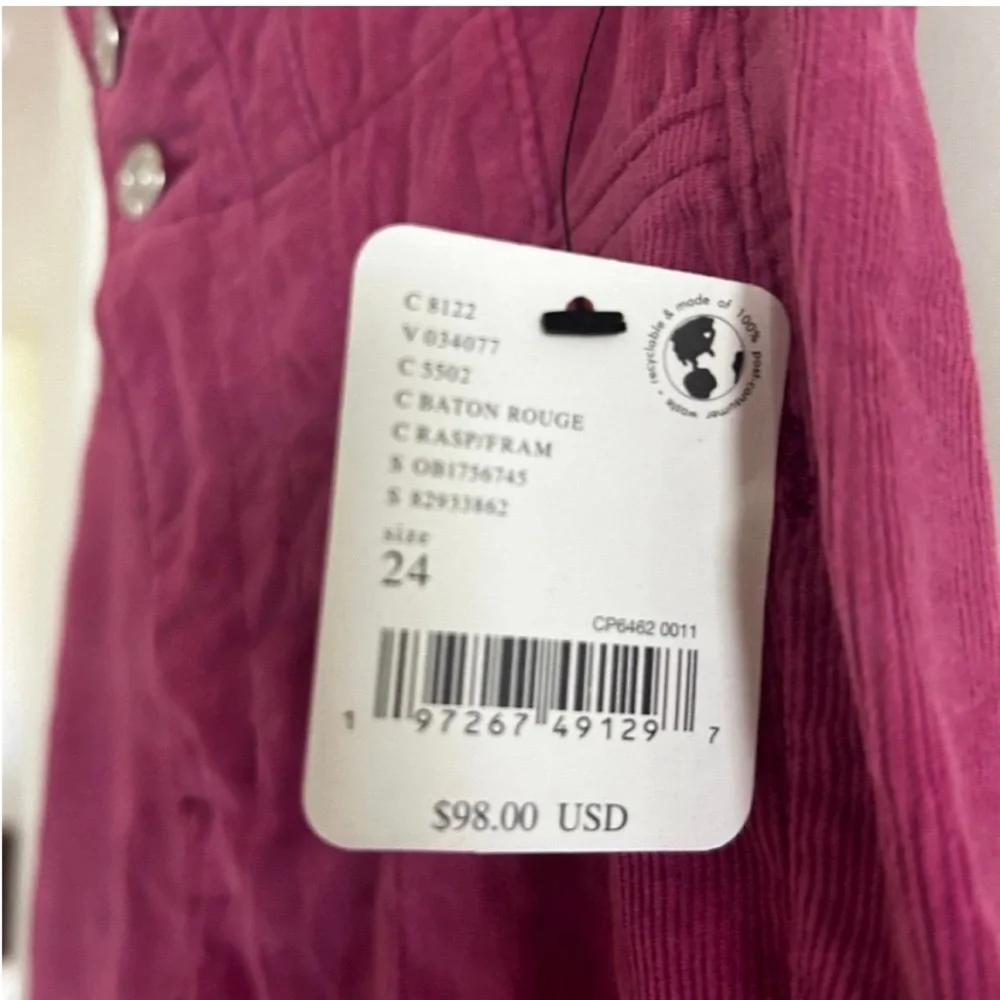 C 8122
V 034077
C 5502
C BATON ROUGE
C RASP/FRAM
S OB1756745
S 82933862
size
24
recyclable & made of 100% post-consumer waste •
CP6462 0011
1 97267 49129 7
$98.00 USD